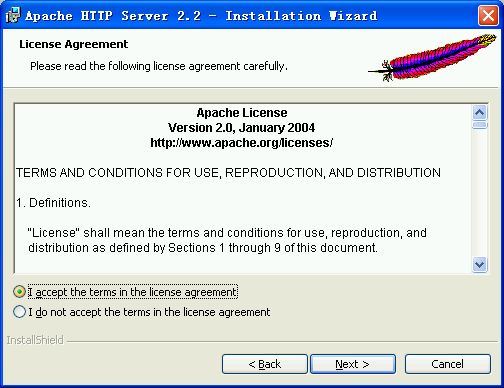 Apache HTTP Server 2.2 - Installation Wizard
License Agreement
Please read the following license agreement carefully.
Apache License
Version 2.0, January 2004
http://www.apache.org/licenses/
TERMS AND CONDITIONS FOR USE, REPRODUCTION, AND DISTRIBUTION
1. Definitions.
"License" shall mean the terms and conditions for use, reproduction, and
distribution as defined by Sections 1 through 9 of this document.
I accept the terms in the license agreement
I do not accept the terms in the license agreement
InstallShield
< Back
Next >
Cancel